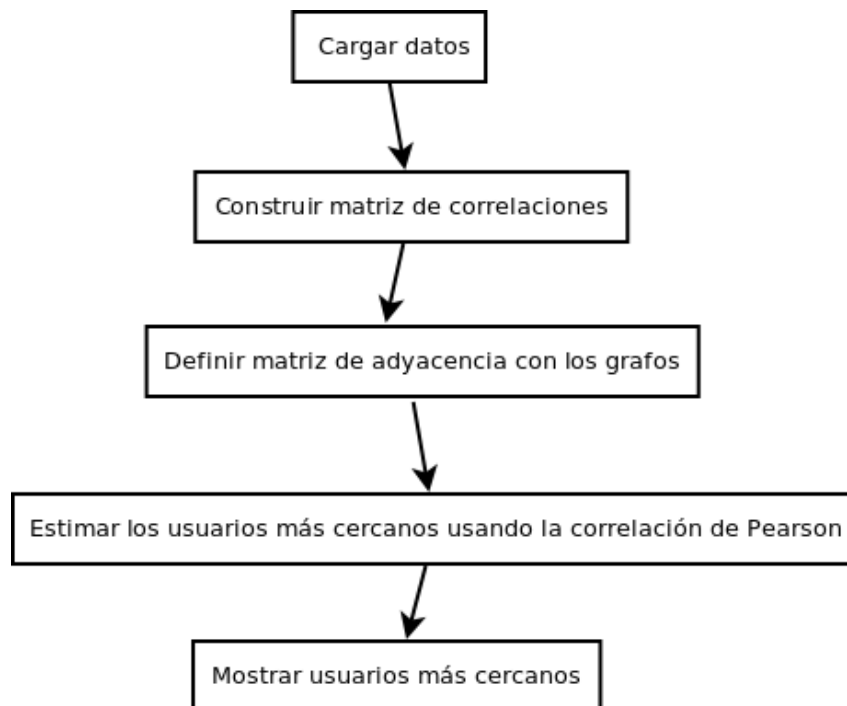 Cargar datos
Construir matriz de correlaciones
Definir matriz de adyacencia con los grafos
Estimar los usuarios más cercanos usando la correlación de Pearson
Mostrar usuarios más cercanos